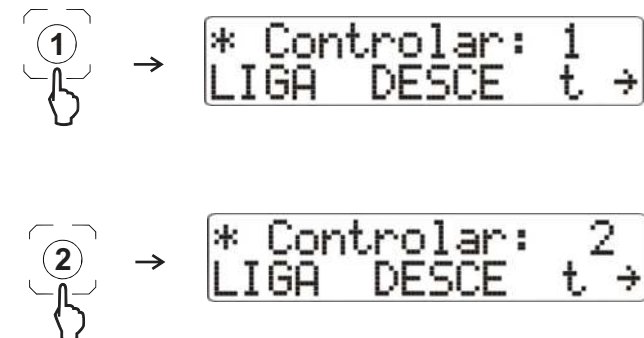 1 →
* Controlar: 1
LIGA DESCE t →
2 →
* Controlar: 2
LIGA DESCE t →